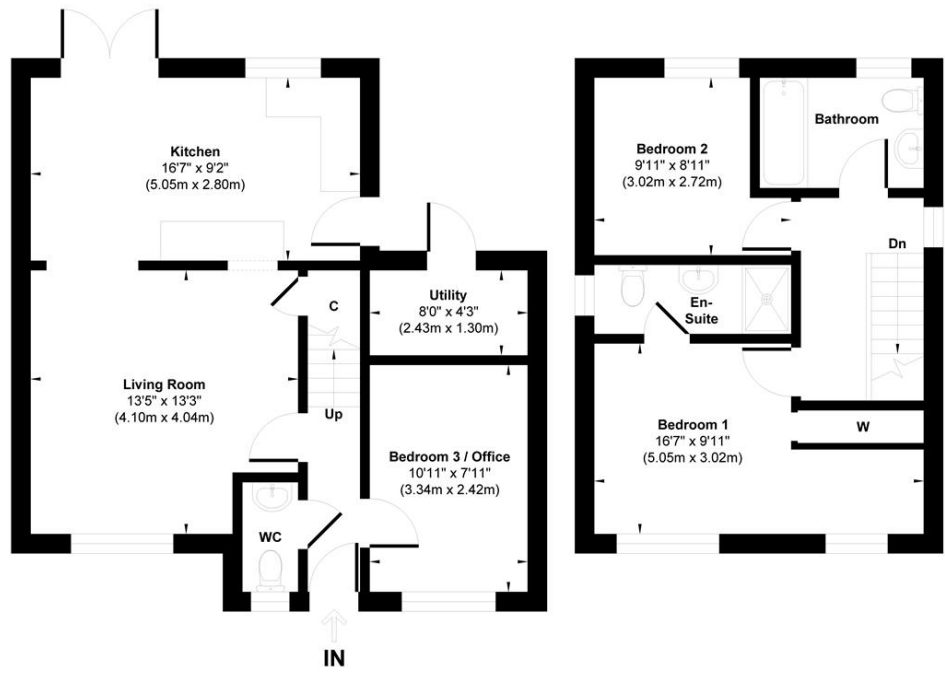 Kitchen
16'7" x 9'2"
(5.05m x 2.80m)
Utility
8'0" x 4'3"
(2.43m x 1.30m)
C
Living Room
13'5" x 13'3"
(4.10m x 4.04m)
Up
Bedroom 3 / Office
10'11" x 7'11"
(3.34m x 2.42m)
WC
IN
Bedroom 2
9'11" x 8'11"
(3.02m x 2.72m)
Bathroom
Dn
En-
Suite
Bedroom 1
16'7" x 9'11"
(5.05m x 3.02m)
W